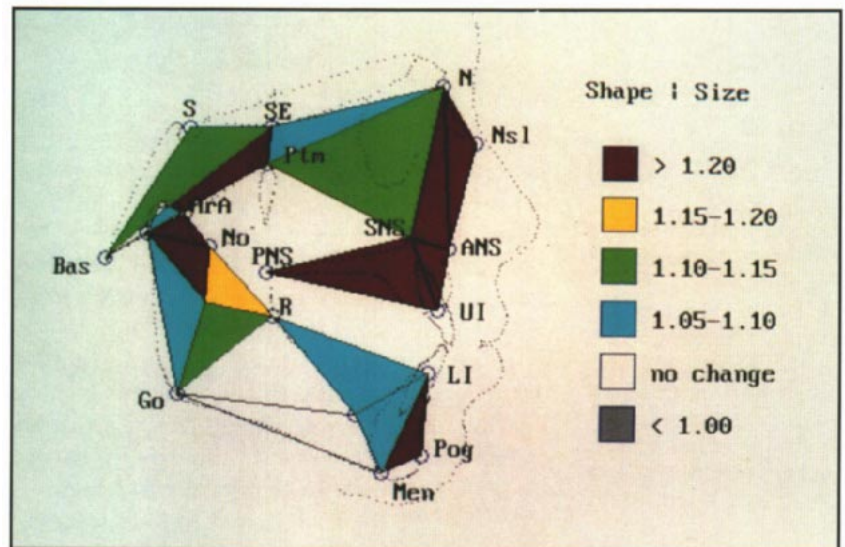 Shape ¦ Size
> 1.20
1.15-1.20
1.10-1.15
1.05-1.10
no change
< 1.00
N
S
SE
Nsl
Ptm
ArA
SNS
No
ANS
PNS
Bas
UI
R
LI
Go
Pog
Men